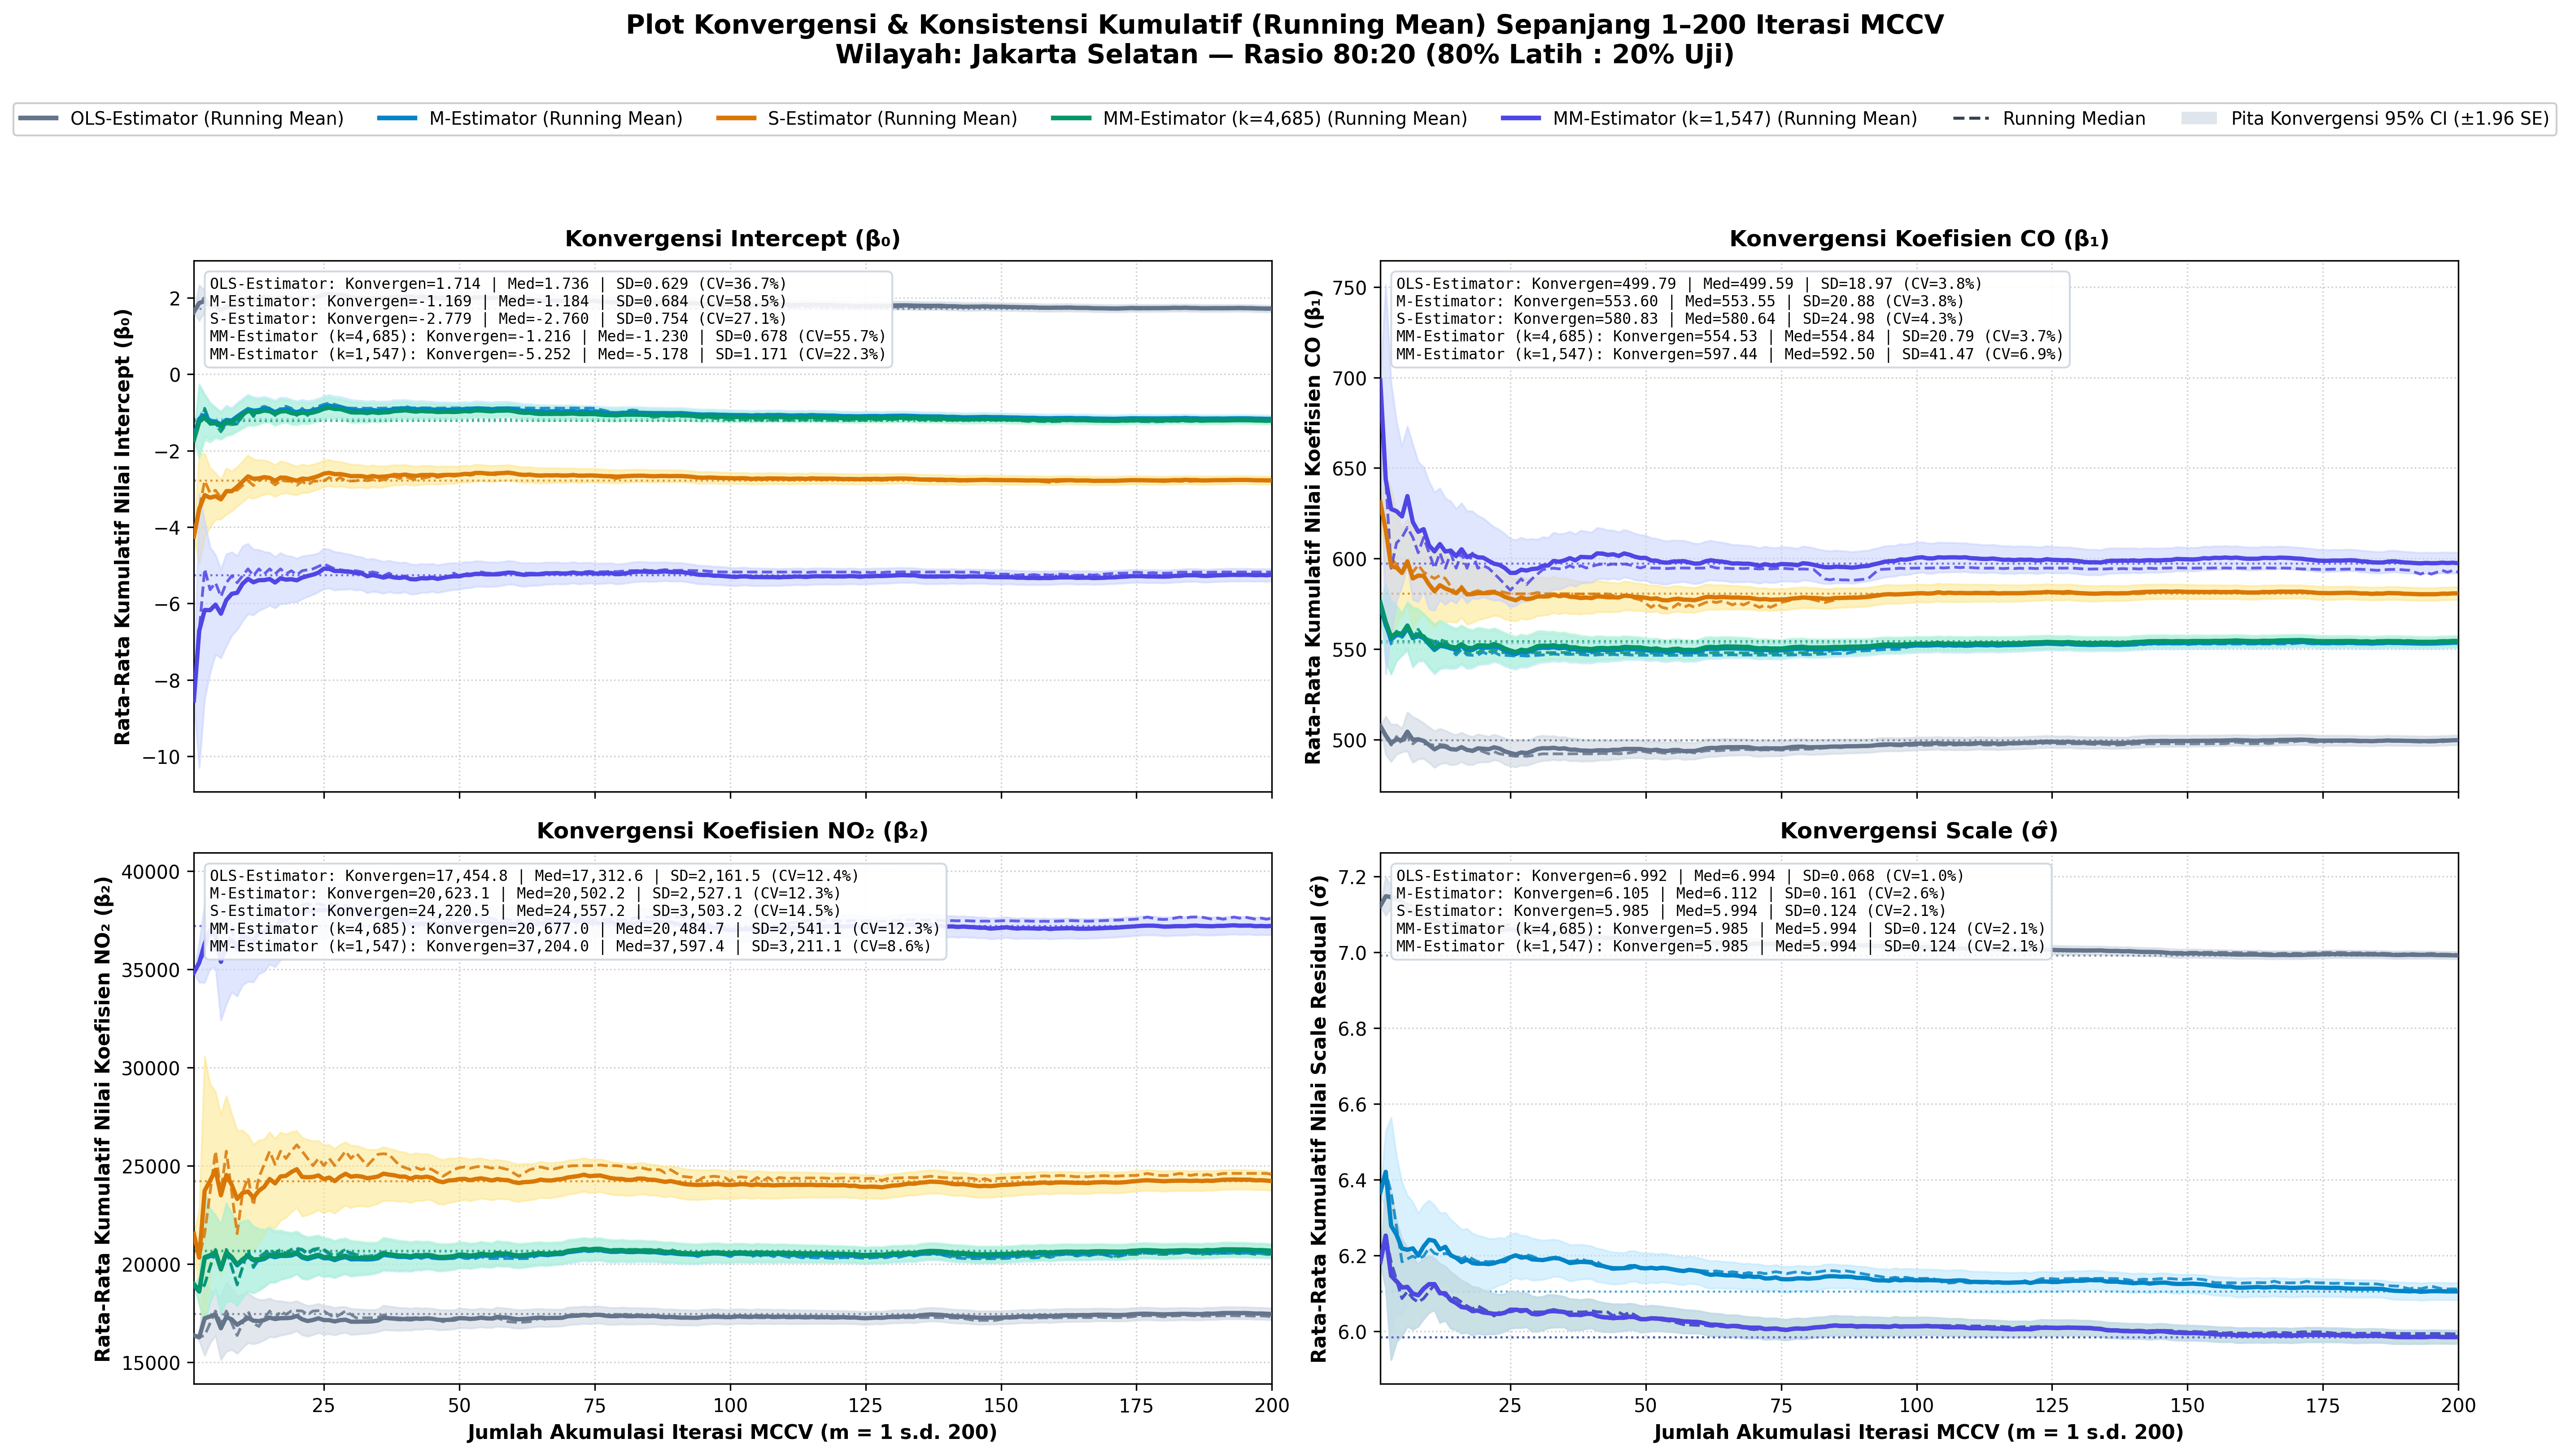 Plot Konvergensi & Konsistensi Kumulatif (Running Mean) Sepanjang 1–200 Iterasi MCCV
Wilayah: Jakarta Selatan — Rasio 80:20 (80% Latih : 20% Uji)
OLS-Estimator (Running Mean)
M-Estimator (Running Mean)
S-Estimator (Running Mean)
MM-Estimator (k=4,685) (Running Mean)
MM-Estimator (k=1,547) (Running Mean)
Running Median
Pita Konvergensi 95% CI (±1.96 SE)
Konvergensi Intercept (β₀)
OLS-Estimator: Konvergen=1.714 | Med=1.736 | SD=0.629 (CV=36.7%)
M-Estimator: Konvergen=-1.169 | Med=-1.184 | SD=0.684 (CV=58.5%)
S-Estimator: Konvergen=-2.779 | Med=-2.760 | SD=0.754 (CV=27.1%)
MM-Estimator (k=4,685): Konvergen=-1.216 | Med=-1.230 | SD=0.678 (CV=55.7%)
MM-Estimator (k=1,547): Konvergen=-5.252 | Med=-5.178 | SD=1.171 (CV=22.3%)
Rata-Rata Kumulatif Nilai Intercept (β₀)
2
0
−2
−4
−6
−8
−10
Konvergensi Koefisien CO (β₁)
OLS-Estimator: Konvergen=499.79 | Med=499.59 | SD=18.97 (CV=3.8%)
M-Estimator: Konvergen=553.60 | Med=553.55 | SD=20.88 (CV=3.8%)
S-Estimator: Konvergen=580.83 | Med=580.64 | SD=24.98 (CV=4.3%)
MM-Estimator (k=4,685): Konvergen=554.53 | Med=554.84 | SD=20.79 (CV=3.7%)
MM-Estimator (k=1,547): Konvergen=597.44 | Med=592.50 | SD=41.47 (CV=6.9%)
Rata-Rata Kumulatif Nilai Koefisien CO (β₁)
750
700
650
600
550
500
Konvergensi Koefisien NO₂ (β₂)
OLS-Estimator: Konvergen=17,454.8 | Med=17,312.6 | SD=2,161.5 (CV=12.4%)
M-Estimator: Konvergen=20,623.1 | Med=20,502.2 | SD=2,527.1 (CV=12.3%)
S-Estimator: Konvergen=24,220.5 | Med=24,557.2 | SD=3,503.2 (CV=14.5%)
MM-Estimator (k=4,685): Konvergen=20,677.0 | Med=20,484.7 | SD=2,541.1 (CV=12.3%)
MM-Estimator (k=1,547): Konvergen=37,204.0 | Med=37,597.4 | SD=3,211.1 (CV=8.6%)
Rata-Rata Kumulatif Nilai Koefisien NO₂ (β₂)
40000
35000
30000
25000
20000
15000
25 50 75 100 125 150 175 200
Jumlah Akumulasi Iterasi MCCV (m = 1 s.d. 200)
Konvergensi Scale (σ̂)
OLS-Estimator: Konvergen=6.992 | Med=6.994 | SD=0.068 (CV=1.0%)
M-Estimator: Konvergen=6.105 | Med=6.112 | SD=0.161 (CV=2.6%)
S-Estimator: Konvergen=5.985 | Med=5.994 | SD=0.124 (CV=2.1%)
MM-Estimator (k=4,685): Konvergen=5.985 | Med=5.994 | SD=0.124 (CV=2.1%)
MM-Estimator (k=1,547): Konvergen=5.985 | Med=5.994 | SD=0.124 (CV=2.1%)
Rata-Rata Kumulatif Nilai Scale Residual (σ̂)
7.2
7.0
6.8
6.6
6.4
6.2
6.0
25 50 75 100 125 150 175 200
Jumlah Akumulasi Iterasi MCCV (m = 1 s.d. 200)